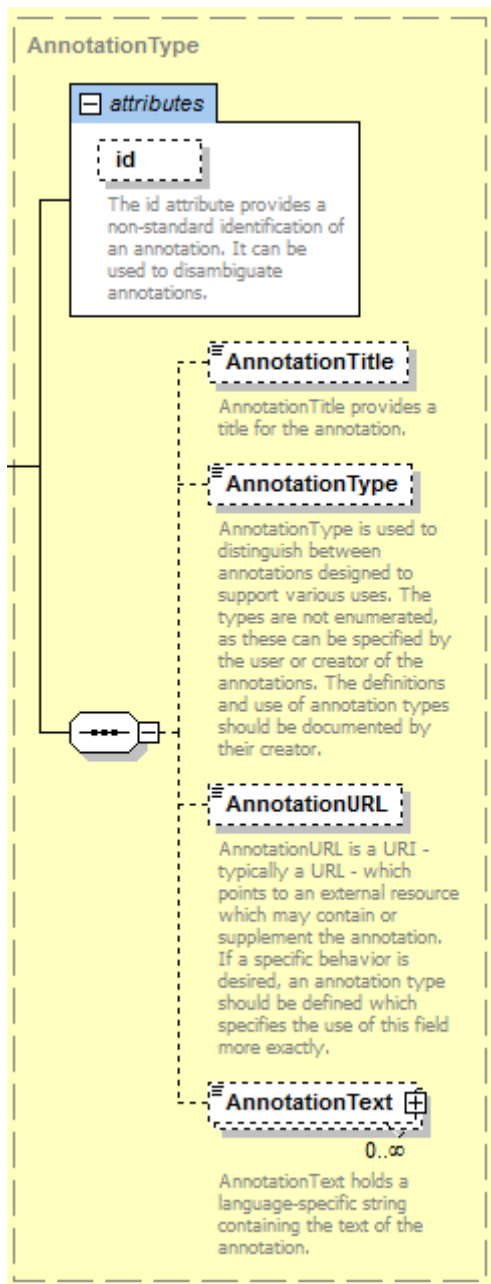 AnnotationType
attributes
id
The id attribute provides a
non-standard identification of
an annotation. It can be
used to disambiguate
annotations.
AnnotationTitle
AnnotationTitle provides a
title for the annotation.
AnnotationType
AnnotationType is used to
distinguish between
annotations designed to
support various uses. The
types are not enumerated,
as these can be specified by
the user or creator of the
annotations. The definitions
and use of annotation types
should be documented by
their creator.
AnnotationURL
AnnotationURL is a URI -
typically a URL - which
points to an external resource
which may contain or
supplement the annotation.
If a specific behavior is
desired, an annotation type
should be defined which
specifies the use of this field
more exactly.
AnnotationText
0..∞
AnnotationText holds a
language-specific string
containing the text of the
annotation.